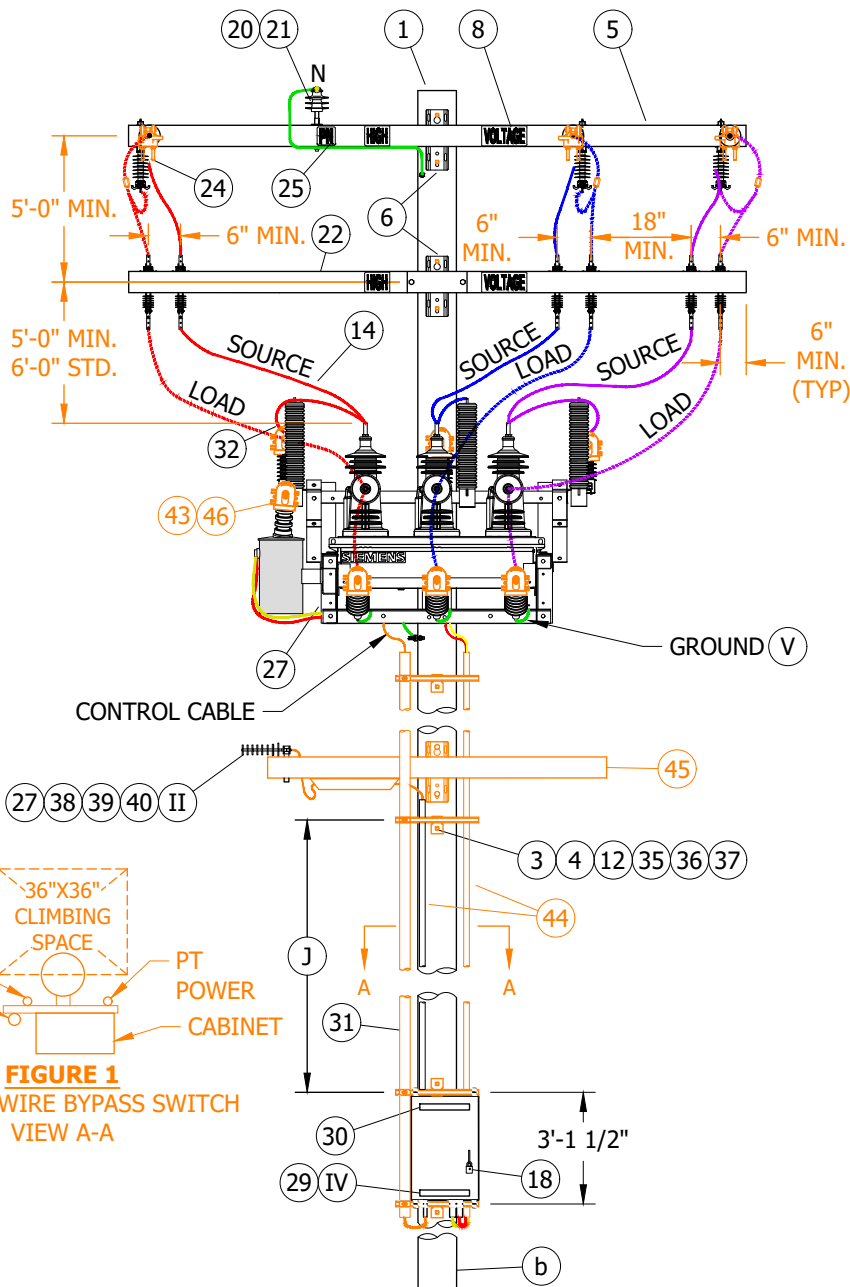 20 21 1 8 5
N
PN HIGH VOLTAGE
24 25
5'-0" MIN.
6
6" MIN. 22
6"
MIN.
18"
MIN.
6" MIN.
HIGH VOLTAGE
5'-0" MIN.
6'-0" STD.
14
SOURCE
LOAD
SOURCE
LOAD
SOURCE
LOAD
6"
MIN.
(TYP)
32
43 46
SIEMENS
27
GROUND V
CONTROL CABLE
45
27 38 39 40 II
3 4 12 35 36 37
44
36"X36"
CLIMBING
SPACE
J
A A
PT
POWER
CABINET
31
FIGURE 1
WIRE BYPASS SWITCH
VIEW A-A
30
3'-1 1/2"
29 IV
18
b